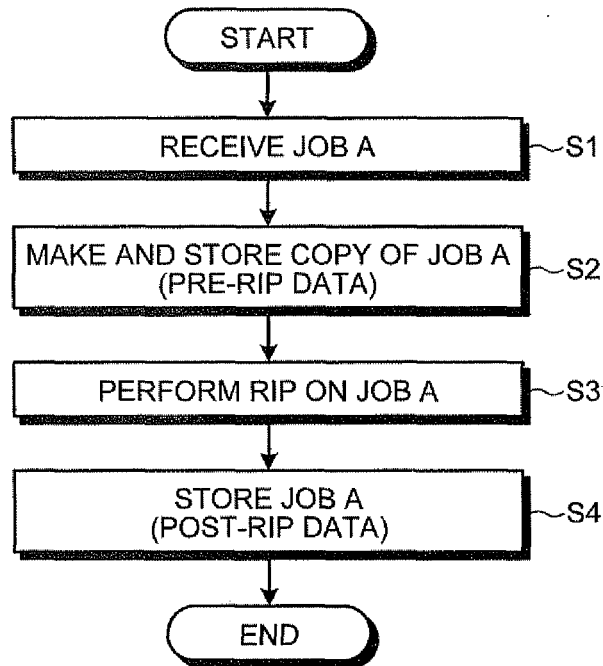 START
RECEIVE JOB A
S1
MAKE AND STORE COPY OF JOB A
(PRE-RIP DATA)
S2
PERFORM RIP ON JOB A
S3
STORE JOB A
(POST-RIP DATA)
S4
END